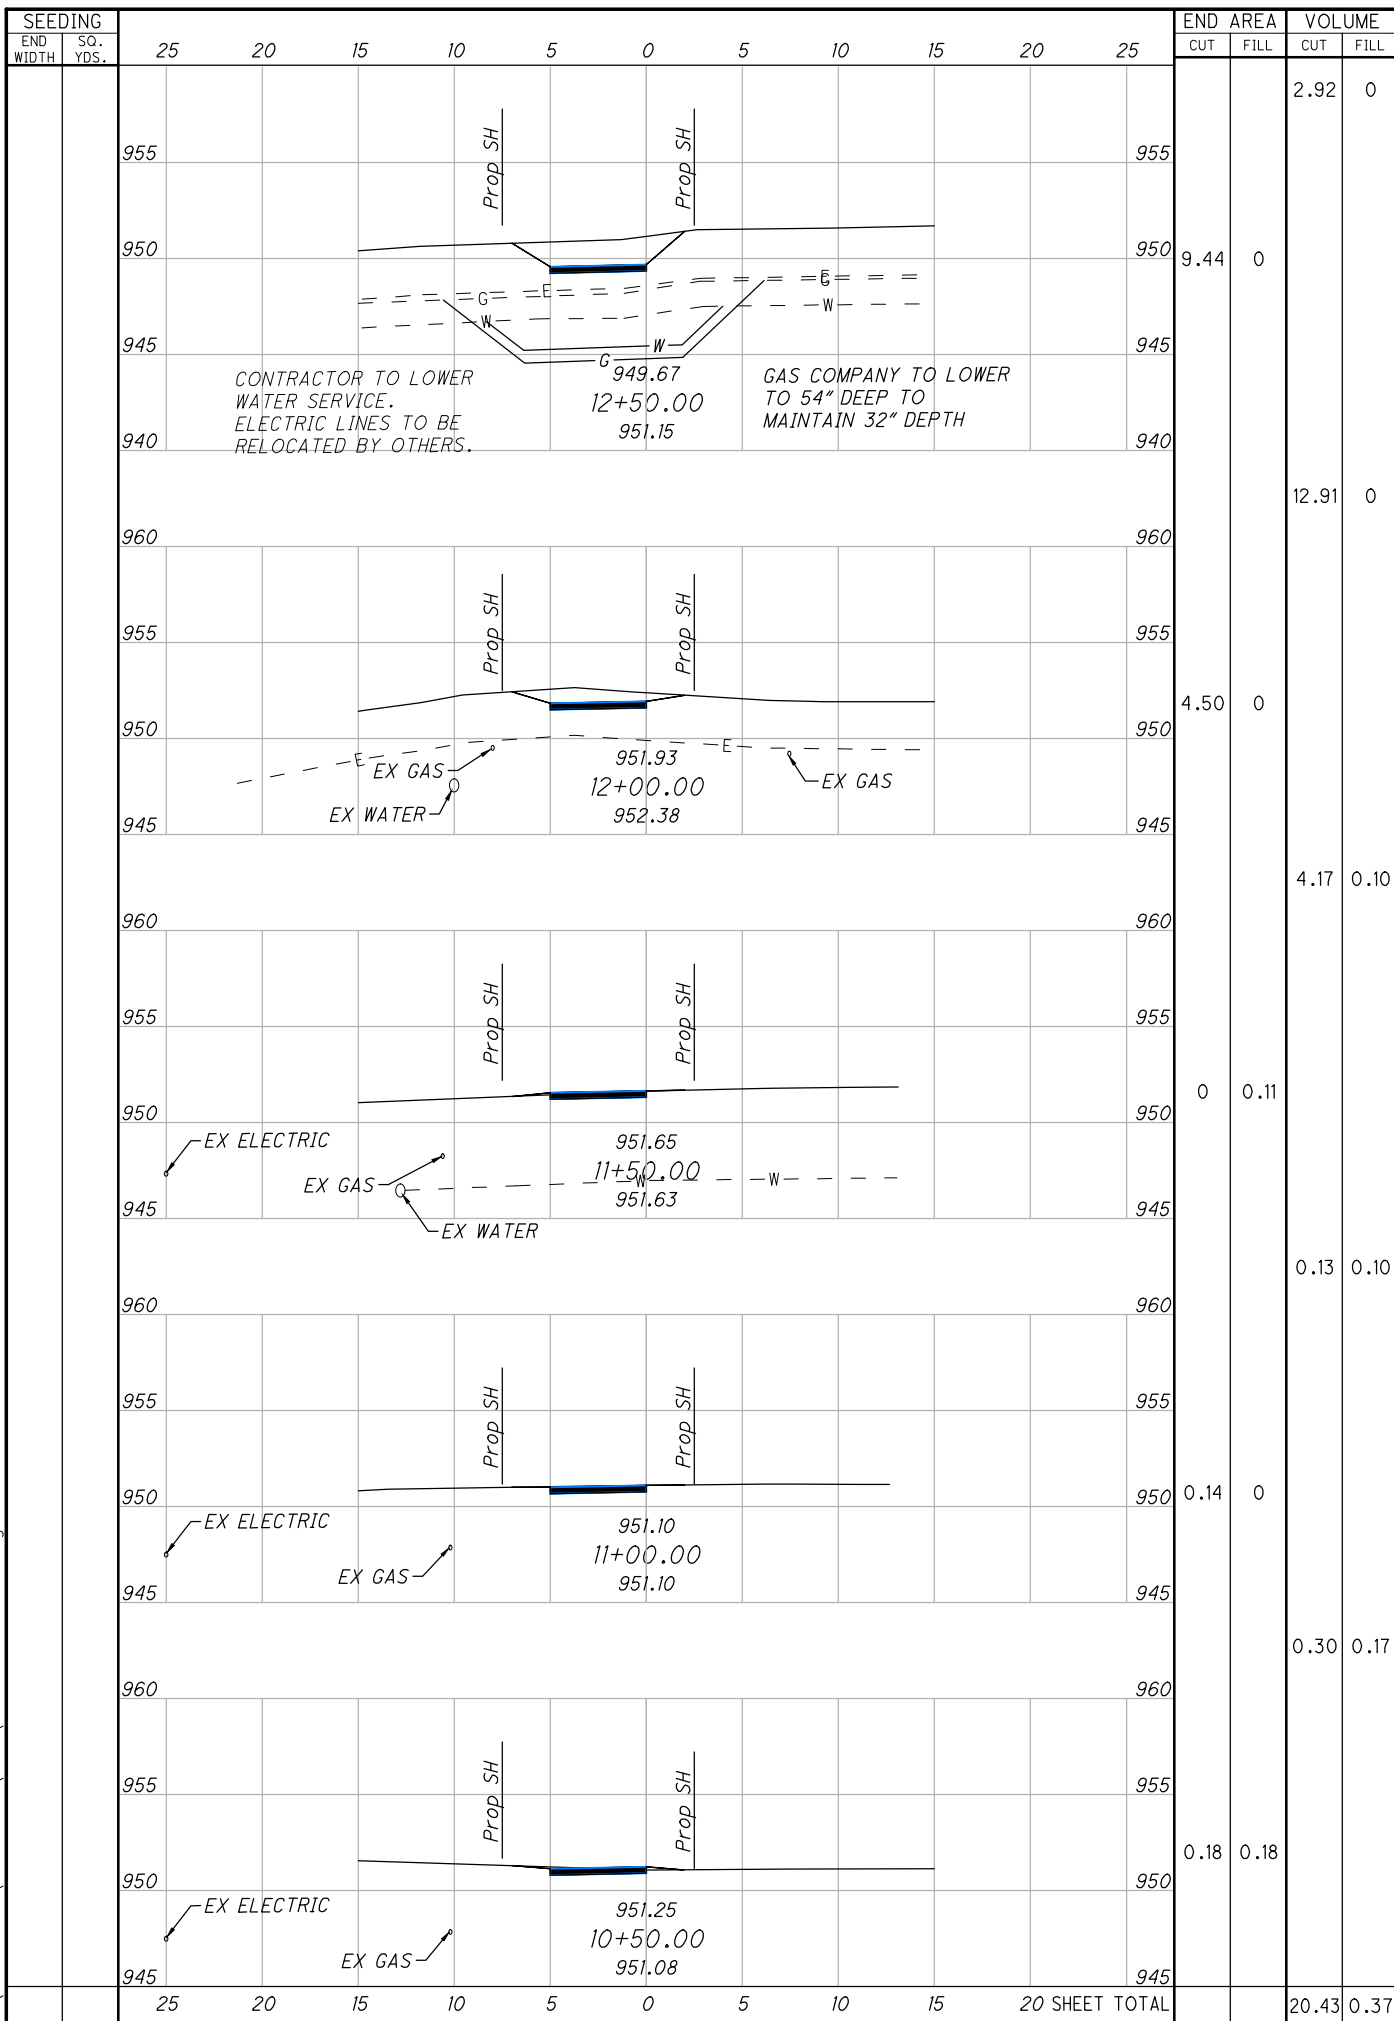 SEEDING
END WIDTH
SQ. YDS.
END AREA
VOLUME
CUT FILL CUT FILL
25 20 15 10 5 0 5 10 15 20 25
2.92 0
Prop SH
Prop SH
955 955
950 950
9.44 0
E
G
W
E
G
W
W
G
945 945
949.67
12+50.00
951.15
CONTRACTOR TO LOWER
WATER SERVICE.
ELECTRIC LINES TO BE
RELOCATED BY OTHERS.
GAS COMPANY TO LOWER
TO 54" DEEP TO
MAINTAIN 32" DEPTH
940 940
12.91 0
960 960
Prop SH
Prop SH
955 955
4.50 0
950 950
E
E
EX GAS
951.93
EX GAS
12+00.00
EX WATER
952.38
945 945
4.17 0.10
960 960
Prop SH
Prop SH
955 955
0 0.11
950 950
EX ELECTRIC
951.65
EX GAS
11+50.00
W
W
951.63
945 945
EX WATER
0.13 0.10
960 960
Prop SH
Prop SH
955 955
950 950
0.14 0
EX ELECTRIC
951.10
11+00.00
EX GAS
951.10
945 945
0.30 0.17
960 960
Prop SH
Prop SH
955 955
0.18 0.18
950 950
EX ELECTRIC
951.25
10+50.00
EX GAS
951.08
945 945
25 20 15 10 5 0 5 10 15 20 SHEET TOTAL
20.43 0.37